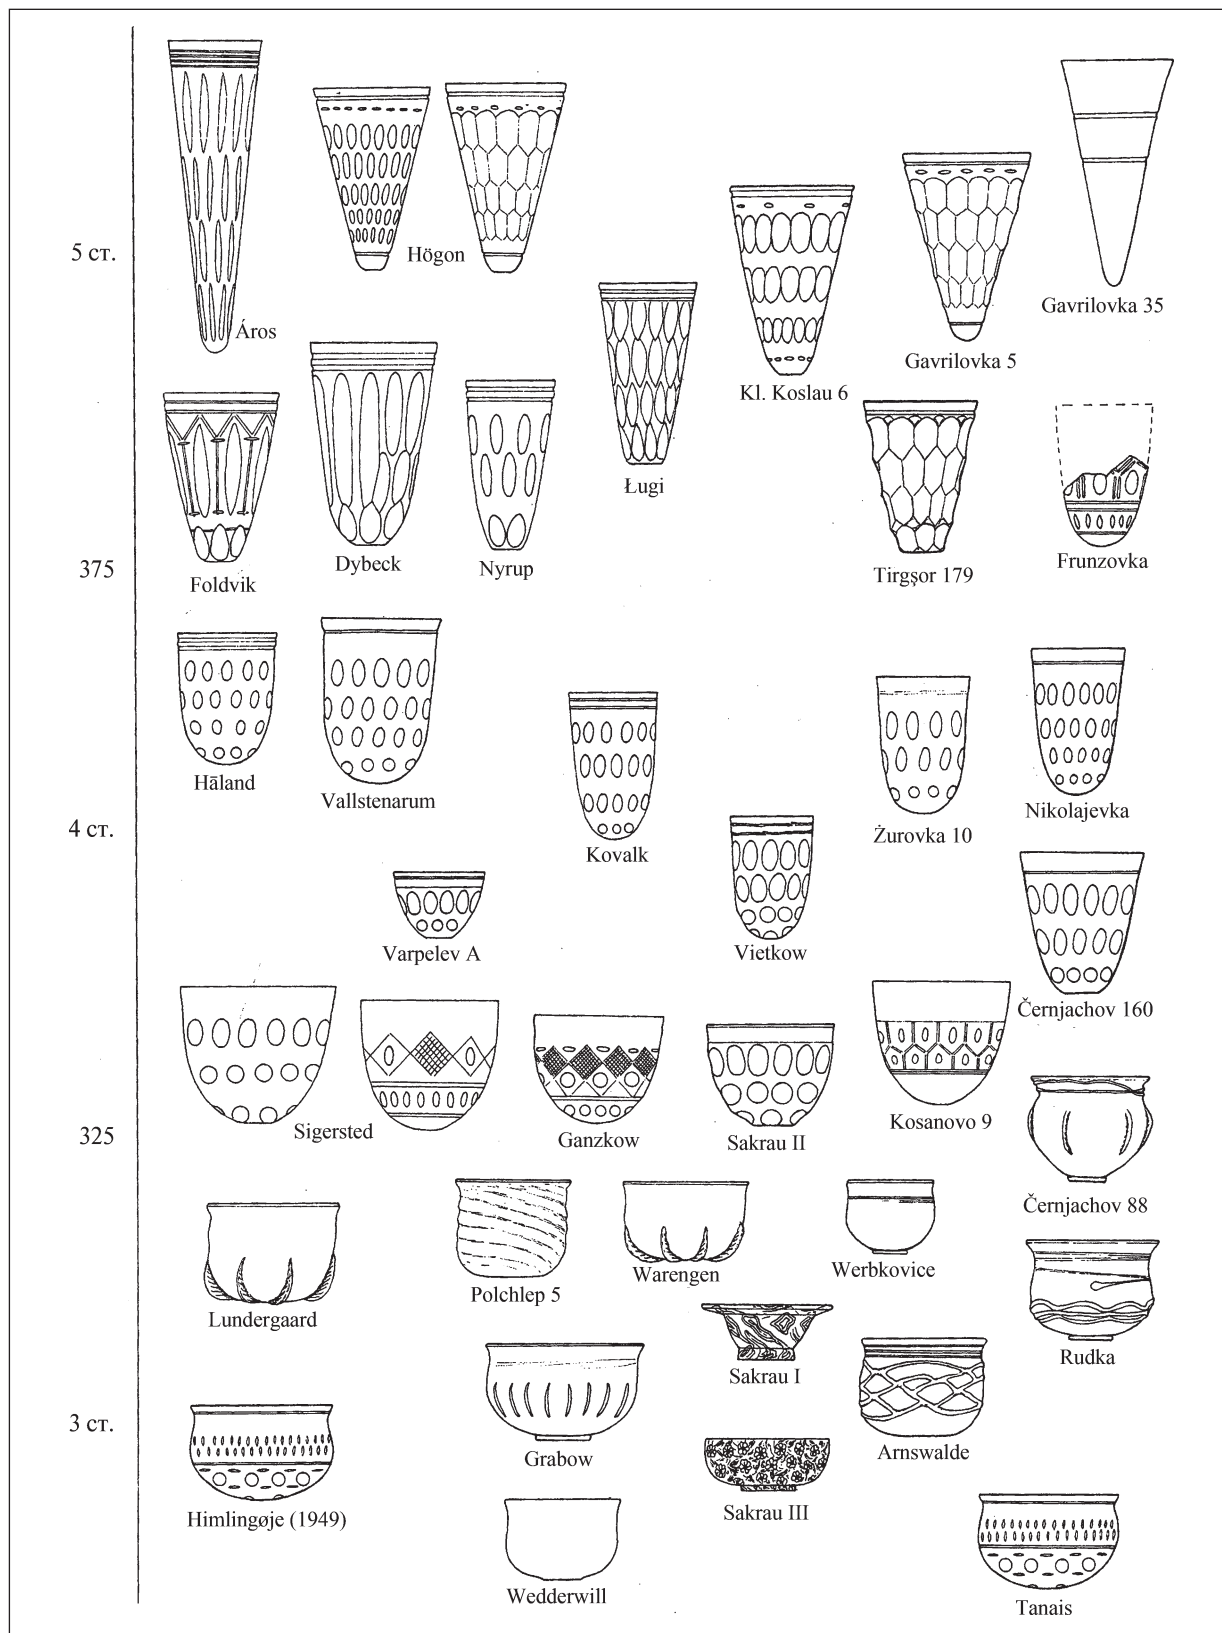 5 ст.
Högon
Áros
Gavrilovka 35
Gavrilovka 5
Kl. Koslau 6
Ługi
375
Foldvik
Dybeck
Nyrup
Tirgşor 179
Frunzovka
Hāland
Vallstenarum
Kovalk
Żurovka 10
Nikolajevka
4 ст.
Varpelev A
Vietkow
Černjachov 160
325
Sigersted
Ganzkow
Sakrau II
Kosanovo 9
Černjachov 88
Lundergaard
Polchlep 5
Warengen
Werbkovice
Rudka
Sakrau I
3 ст.
Grabow
Arnswalde
Himlingøje (1949)
Sakrau III
Wedderwill
Tanais